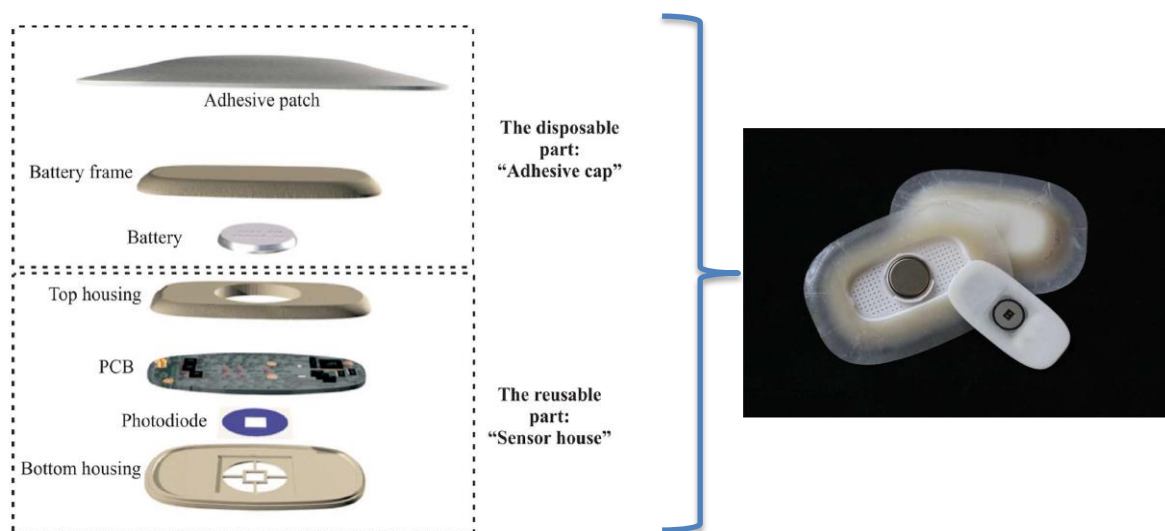 Adhesive patch
Battery frame
Battery
The disposable
part:
“Adhesive cap”
Top housing
PCB
Photodiode
Bottom housing
The reusable
part:
“Sensor house”